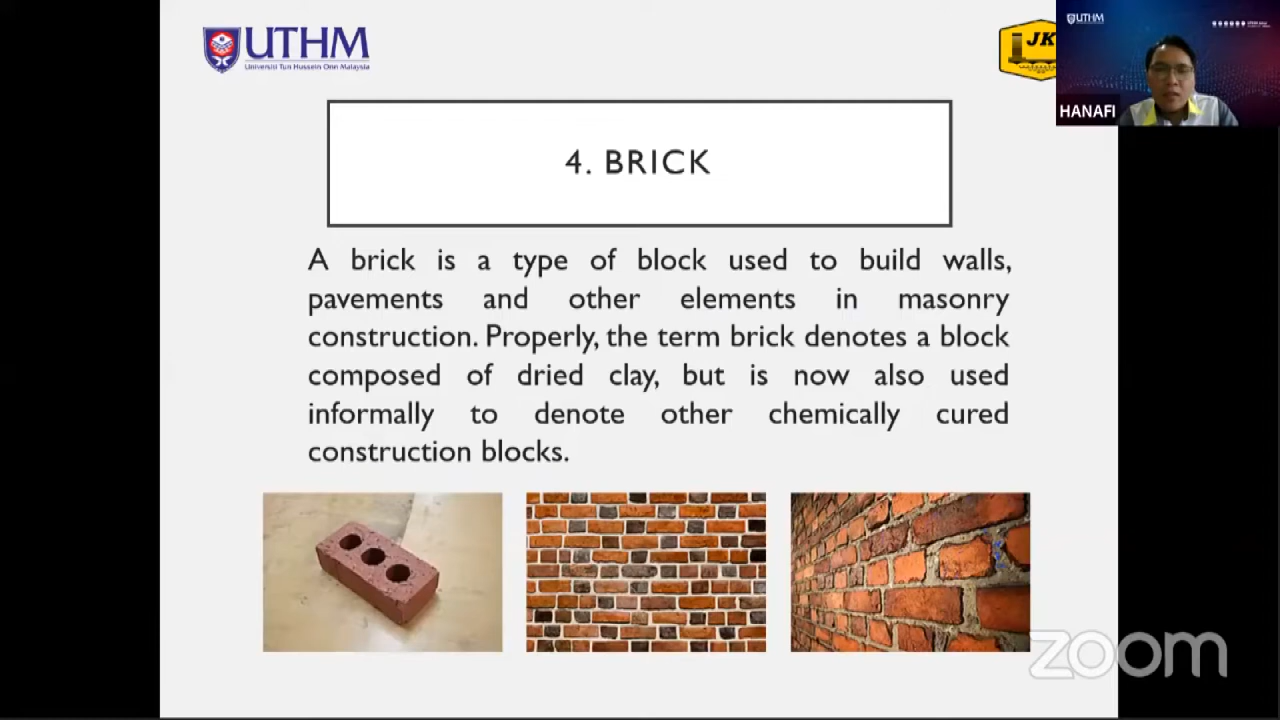 UTHM
Universiti Tun Hussein Onn Malaysia
JK
UTHM
HANAFI
4. BRICK
A brick is a type of block used to build walls,
pavements and other elements in masonry
construction. Properly, the term brick denotes a block
composed of dried clay, but is now also used
informally to denote other chemically cured
construction blocks.
zoom